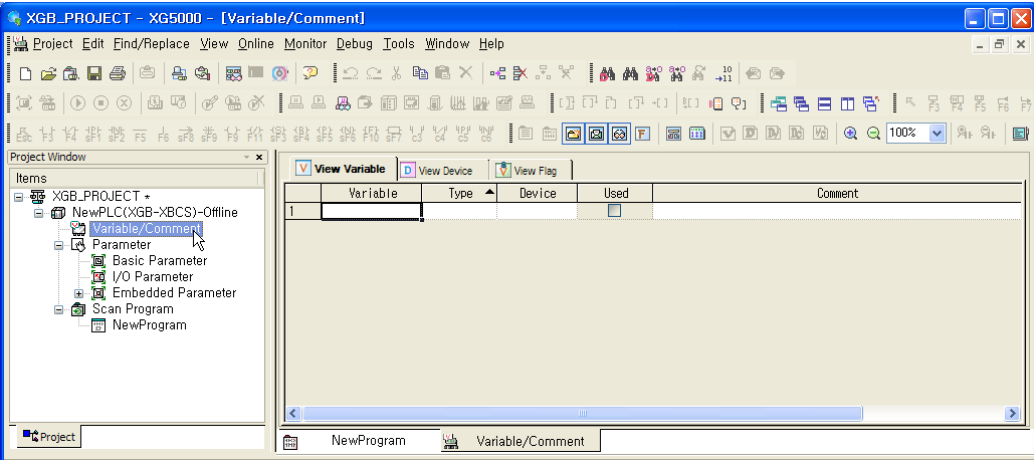 XGB_PROJECT - XG5000 - [Variable/Comment]
Project Edit Find/Replace View Online Monitor Debug Tools Window Help
100%
Project Window
Items
XGB_PROJECT *
NewPLC(XGB-XBCS)-Offline
Variable/Comment
Parameter
Basic Parameter
I/O Parameter
Embedded Parameter
Scan Program
NewProgram
Project
View Variable View Device View Flag
Variable Type Device Used Comment
1
NewProgram Variable/Comment